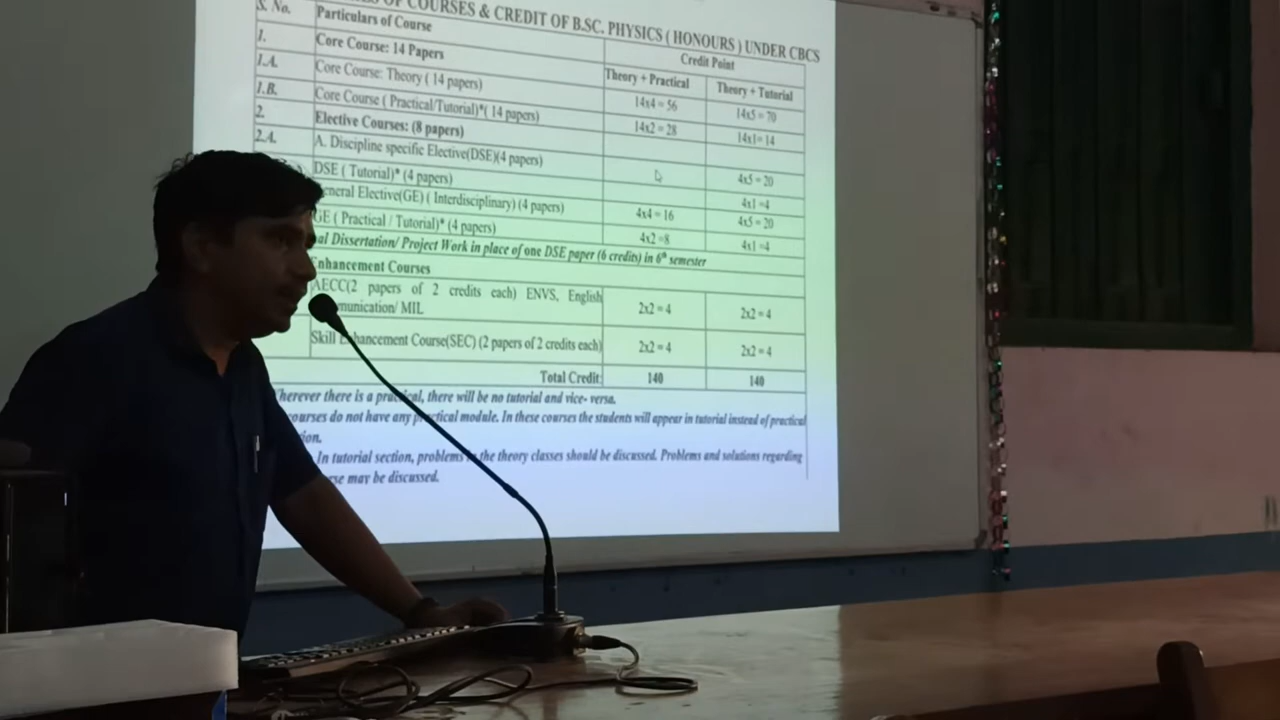 OF COURSES & CREDIT OF B.SC. PHYSICS ( HONOURS ) UNDER CBCS
S. No. Particulars of Course Credit Point
Theory + Practical Theory + Tutorial
1. Core Course: 14 Papers
1.A. Core Course: Theory ( 14 papers) 14x4 = 56 14x5 = 70
1.B. Core Course ( Practical/Tutorial)*( 14 papers) 14x2 = 28 14x1= 14
2. Elective Courses: (8 papers)
2.A. A. Discipline specific Elective(DSE)(4 papers) 4x5 = 20
DSE ( Tutorial)* (4 papers) 4x1 =4
General Elective(GE) ( Interdisciplinary) (4 papers) 4x4 = 16 4x5 = 20
GE ( Practical / Tutorial)* (4 papers) 4x2 =8 4x1 =4
al Dissertation/ Project Work in place of one DSE paper (6 credits) in 6th semester
Enhancement Courses
AECC(2 papers of 2 credits each) ENVS, English 2x2 = 4 2x2 = 4
munication/ MIL
Skill Enhancement Course(SEC) (2 papers of 2 credits each) 2x2 = 4 2x2 = 4
Total Credit: 140 140
Wherever there is a practical, there will be no tutorial and vice- versa.
courses do not have any practical module. In these courses the students will appear in tutorial instead of practical
ion.
In tutorial section, problems the theory classes should be discussed. Problems and solutions regarding
may be discussed.